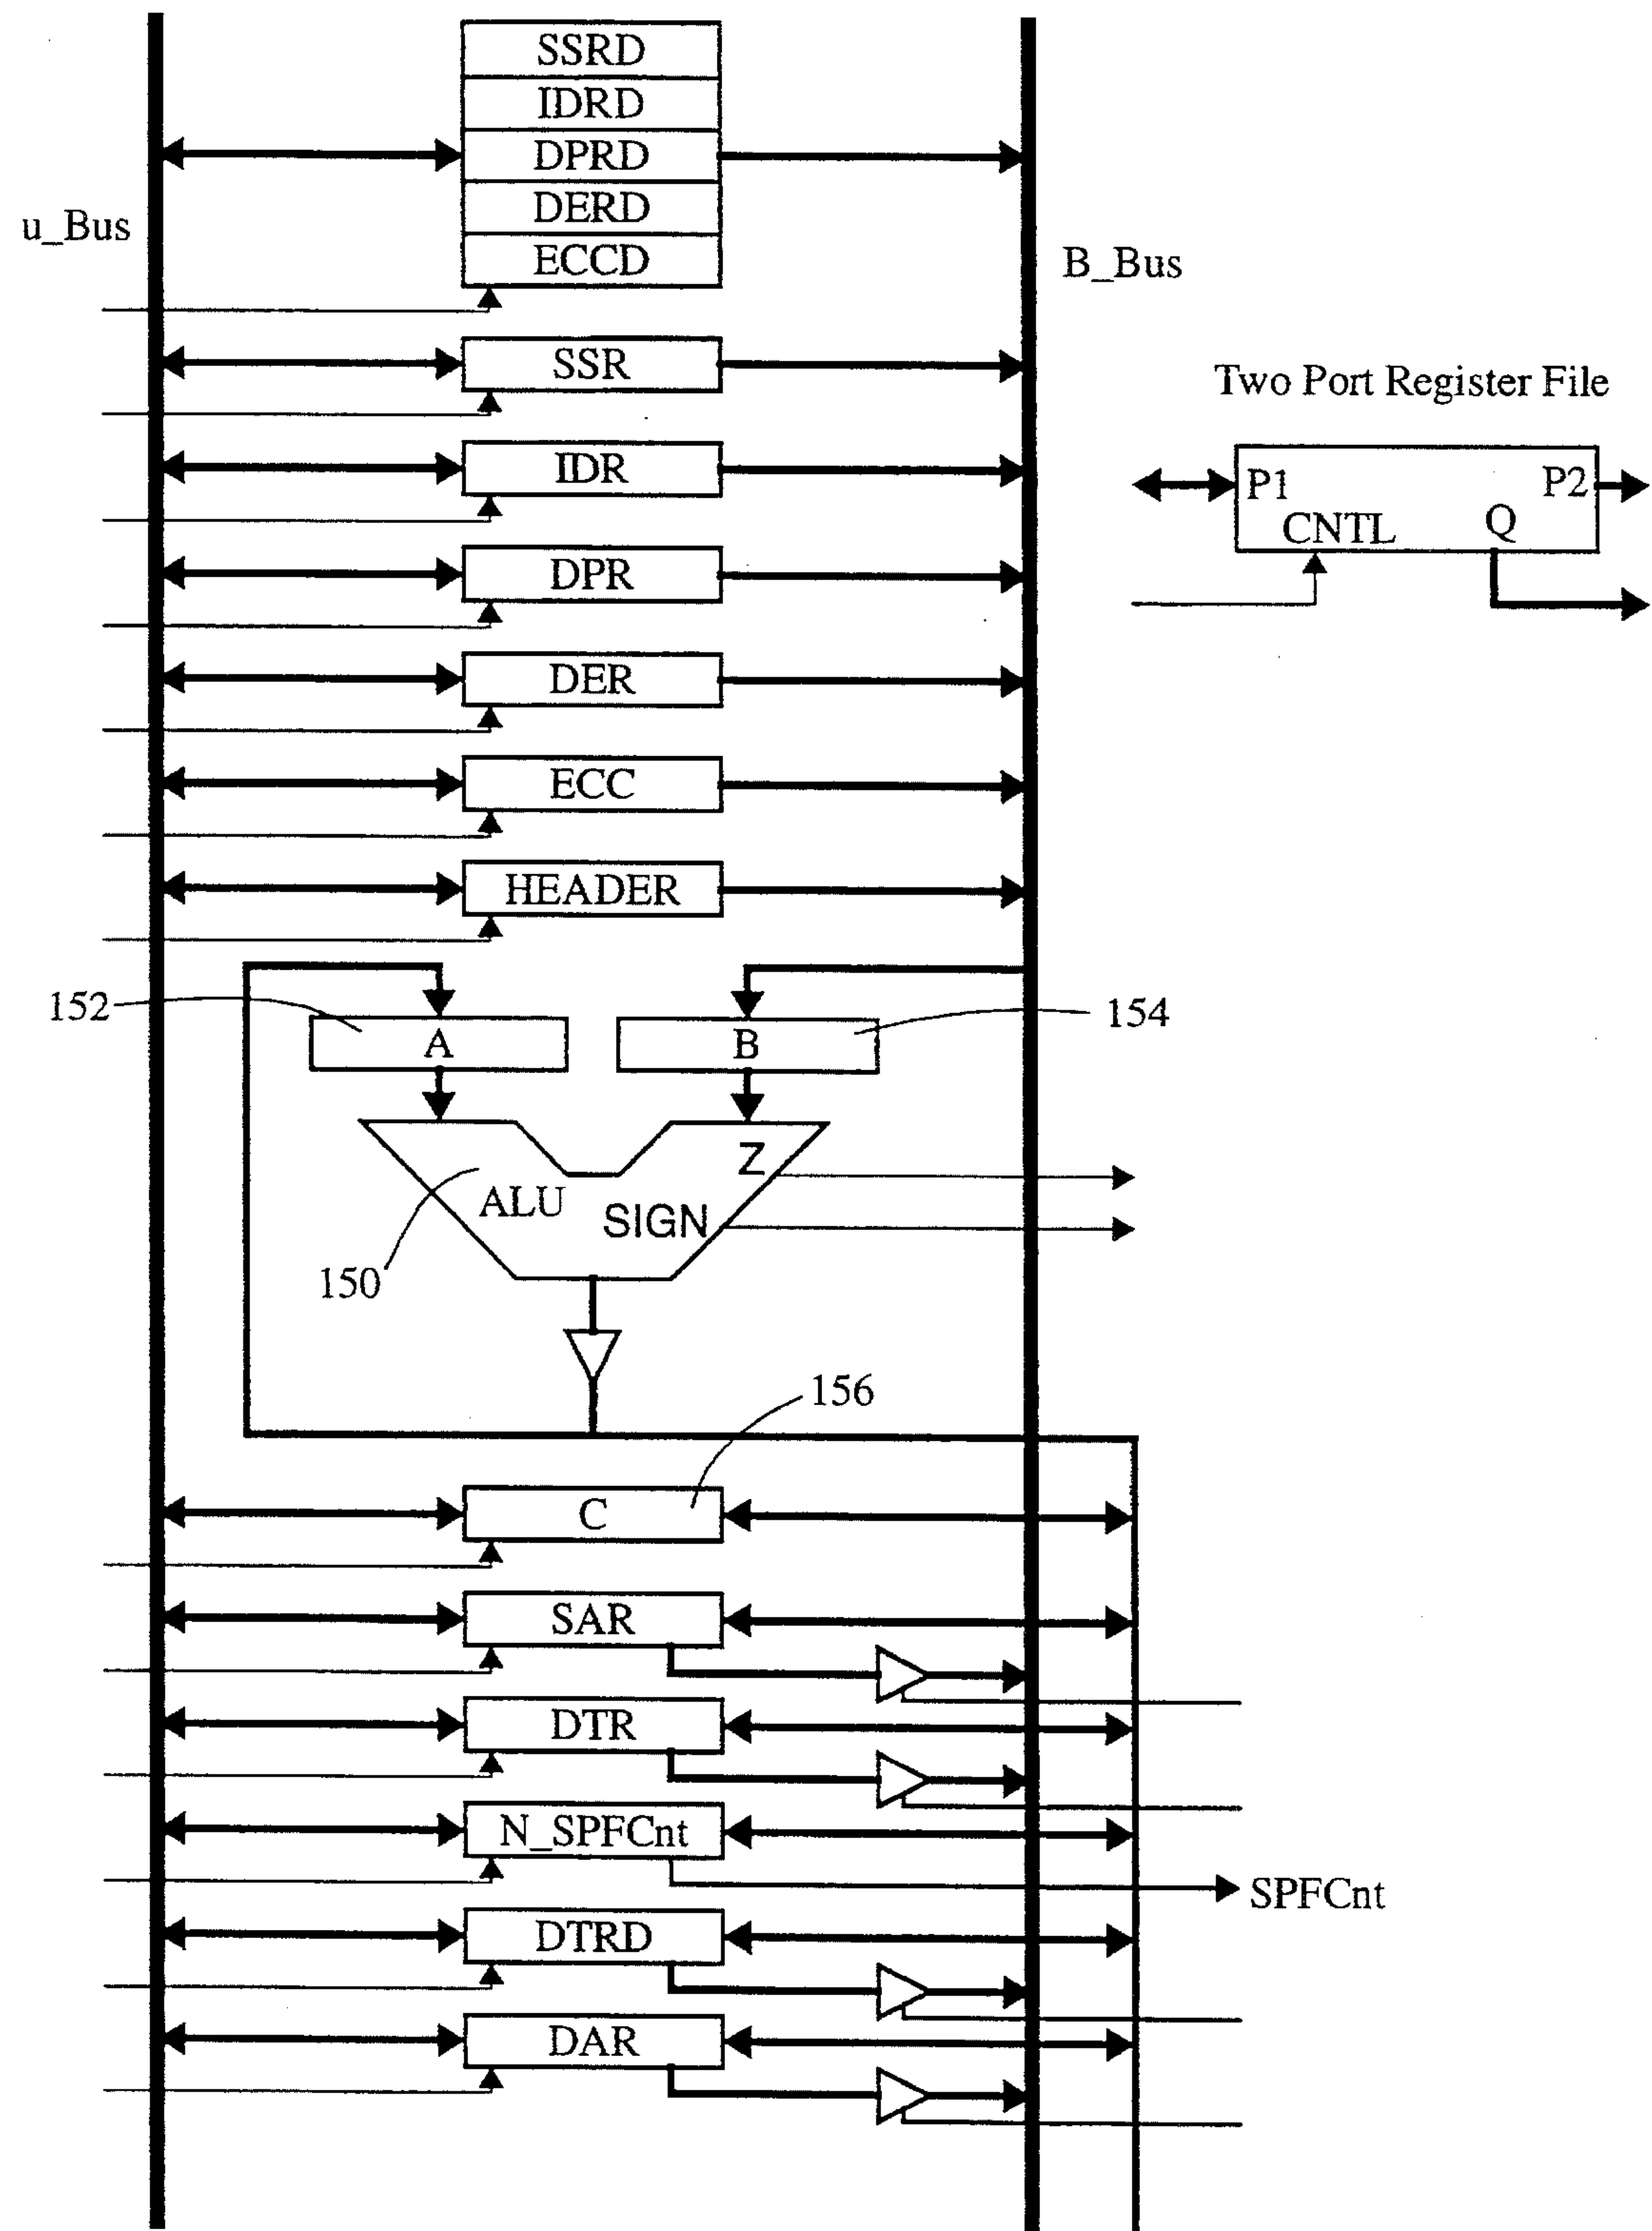 SSRD
IDRD
DPRD
DERD
ECCD
u_Bus
B_Bus
SSR
Two Port Register File
IDR
P1
P2
CNTL
Q
DPR
DER
ECC
HEADER
152
154
A
B
Z
ALU
SIGN
150
156
C
SAR
DTR
N_SPFCnt
SPFCnt
DTRD
DAR